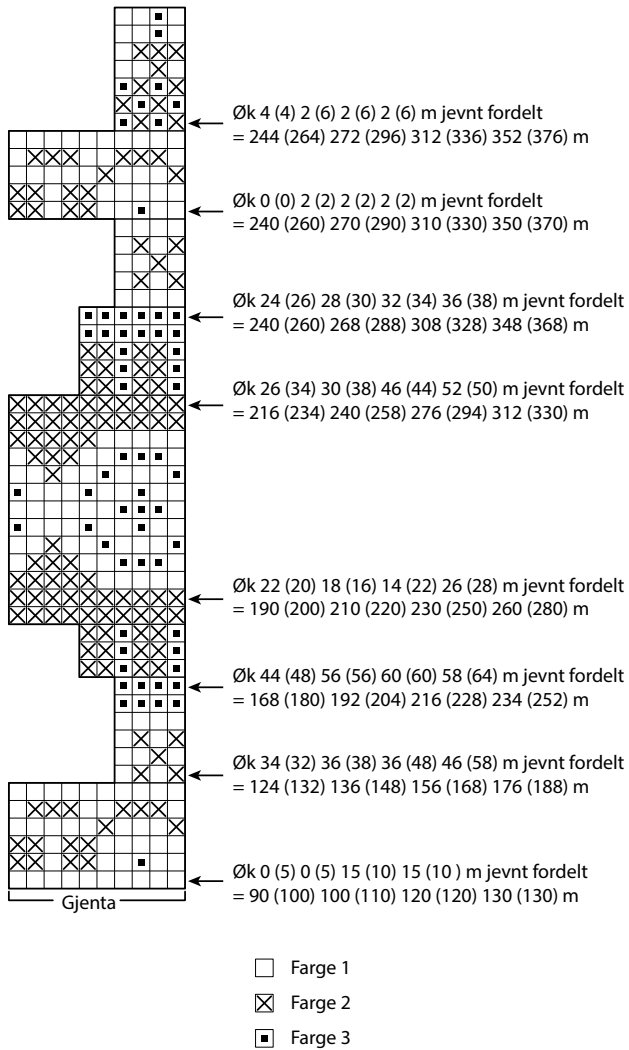 Øk 4 (4) 2 (6) 2 (6) 2 (6) m jevnt fordelt
= 244 (264) 272 (296) 312 (336) 352 (376) m
Øk 0 (0) 2 (2) 2 (2) 2 (2) m jevnt fordelt
= 240 (260) 270 (290) 310 (330) 350 (370) m
Øk 24 (26) 28 (30) 32 (34) 36 (38) m jevnt fordelt
= 240 (260) 268 (288) 308 (328) 348 (368) m
Øk 26 (34) 30 (38) 46 (44) 52 (50) m jevnt fordelt
= 216 (234) 240 (258) 276 (294) 312 (330) m
Øk 22 (20) 18 (16) 14 (22) 26 (28) m jevnt fordelt
= 190 (200) 210 (220) 230 (250) 260 (280) m
Øk 44 (48) 56 (56) 60 (60) 58 (64) m jevnt fordelt
= 168 (180) 192 (204) 216 (228) 234 (252) m
Øk 34 (32) 36 (38) 36 (48) 46 (58) m jevnt fordelt
= 124 (132) 136 (148) 156 (168) 176 (188) m
Øk 0 (5) 0 (5) 15 (10) 15 (10 ) m jevnt fordelt
= 90 (100) 100 (110) 120 (120) 130 (130) m
Gjenta
Farge 1
Farge 2
Farge 3